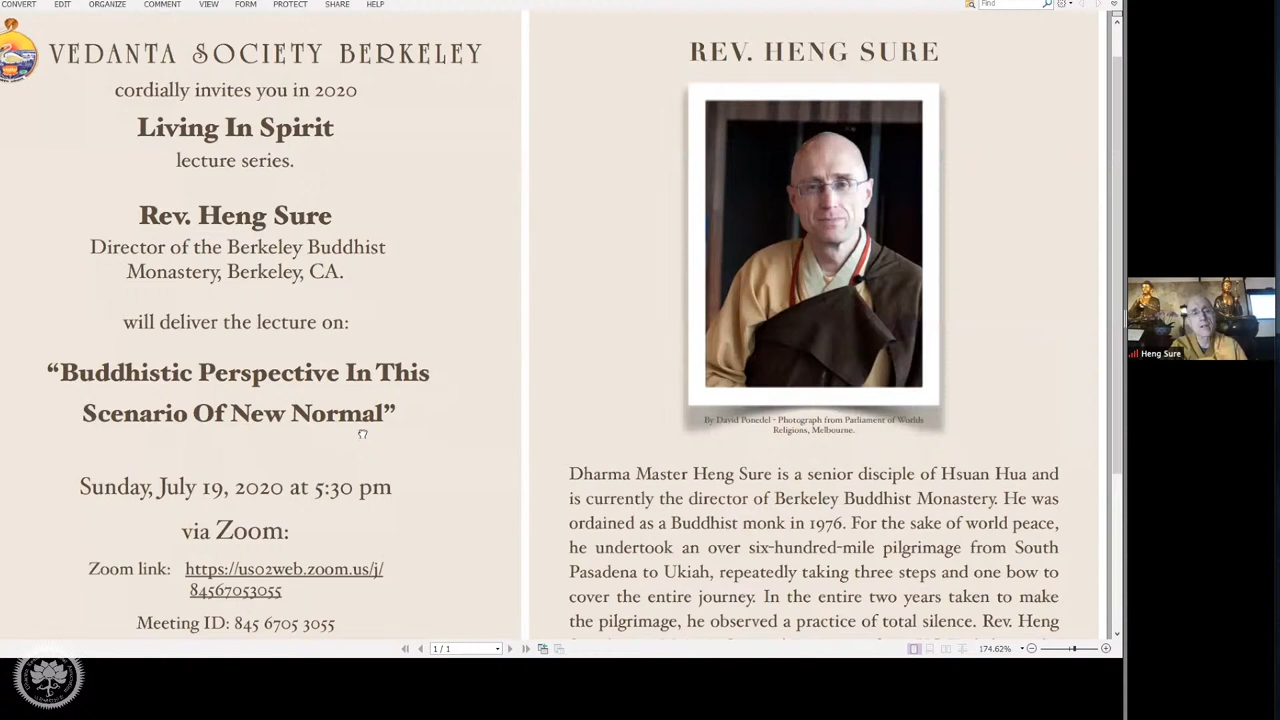 CONVERT EDIT ORGANIZE COMMENT VIEW FORM PROTECT SHARE HELP
Find
VEDANTA SOCIETY BERKELEY
cordially invites you in 2020
Living In Spirit
lecture series.
Rev. Heng Sure
Director of the Berkeley Buddhist
Monastery, Berkeley, CA.
will deliver the lecture on:
“Buddhistic Perspective In This
Scenario Of New Normal”
Sunday, July 19, 2020 at 5:30 pm
via Zoom:
Zoom link: https://us02web.zoom.us/j/
84567053055
Meeting ID: 845 6705 3055
REV. HENG SURE
By David Ponedel - Photograph from Parliament of Worlds
Religions, Melbourne.
Dharma Master Heng Sure is a senior disciple of Hsuan Hua and
is currently the director of Berkeley Buddhist Monastery. He was
ordained as a Buddhist monk in 1976. For the sake of world peace,
he undertook an over six-hundred-mile pilgrimage from South
Pasadena to Ukiah, repeatedly taking three steps and one bow to
cover the entire journey. In the entire two years taken to make
the pilgrimage, he observed a practice of total silence. Rev. Heng
Heng Sure
1 / 1
174.62%